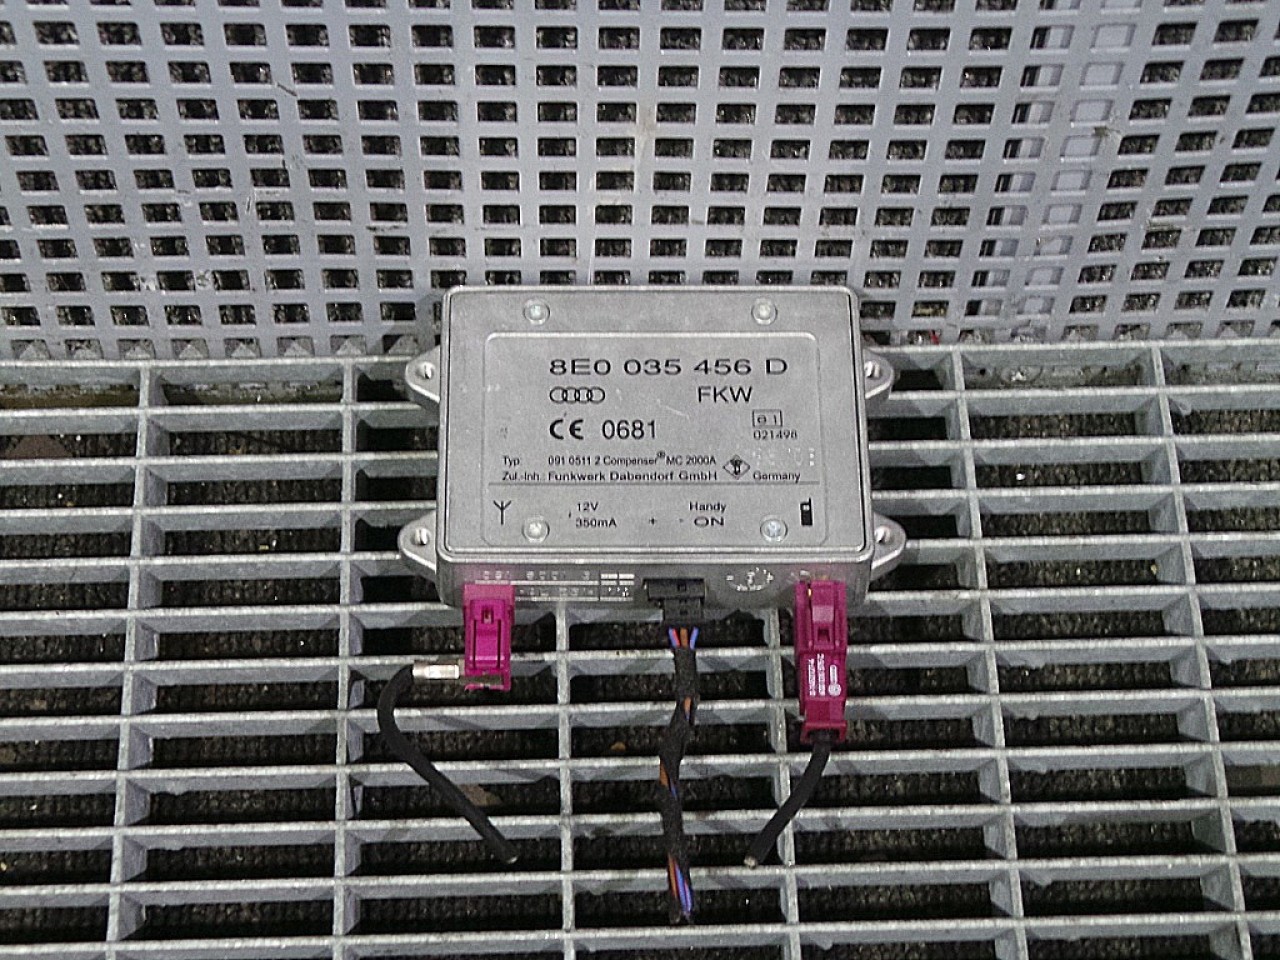 8E0 035 456 D
FKW
CE 0681
e1
021498
Typ: 091 0511 2 Compenser® MC 2000A
Zul.-Inh.: Funkwerk Dabendorf GmbH Germany
12V Handy
350mA + - ON